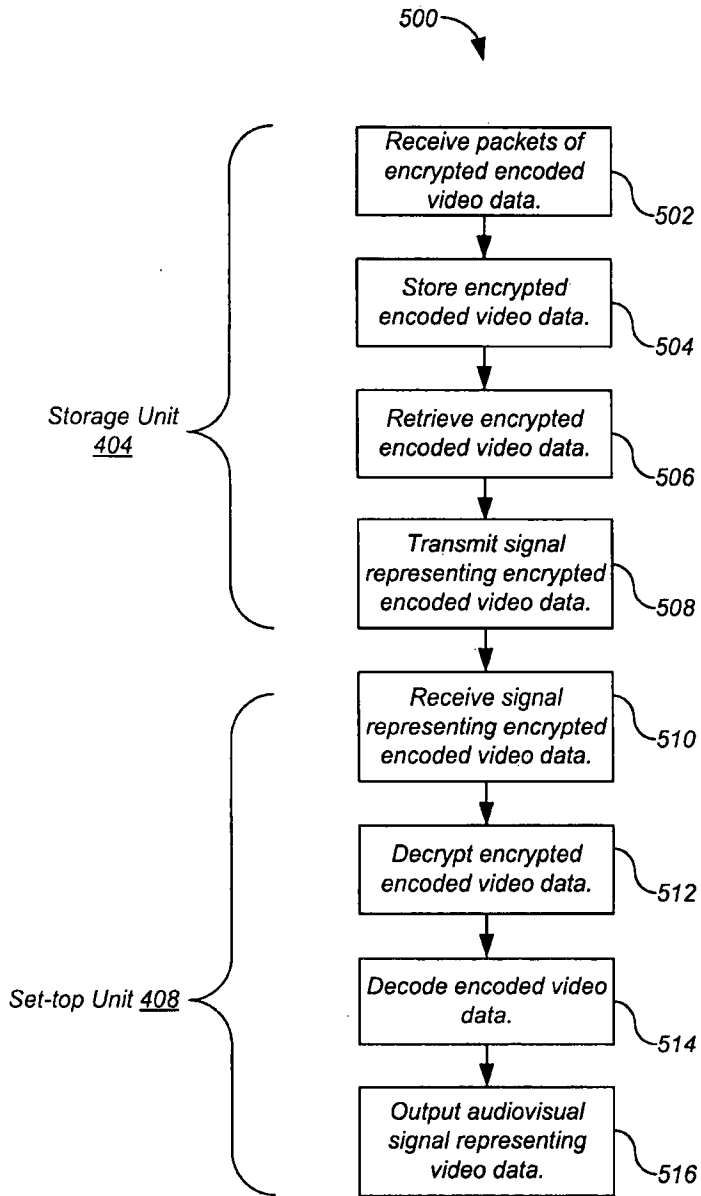 500
Receive packets of
encrypted encoded
video data.
502
Store encrypted
encoded video data.
504
Storage Unit
404
Retrieve encrypted
encoded video data.
506
Transmit signal
representing encrypted
encoded video data.
508
Receive signal
representing encrypted
encoded video data.
510
Decrypt encrypted
encoded video data.
512
Set-top Unit 408
Decode encoded video
data.
514
Output audiovisual
signal representing
video data.
516